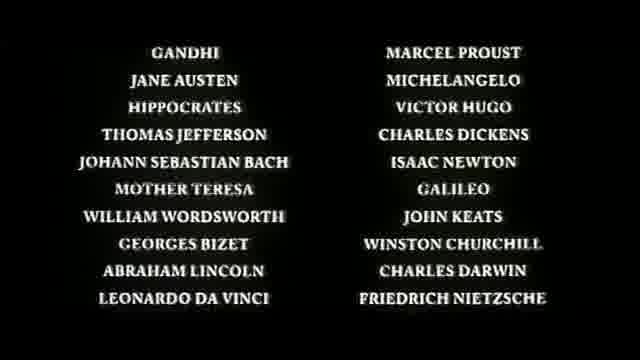 GANDHI
JANE AUSTEN
HIPPOCRATES
THOMAS JEFFERSON
JOHANN SEBASTIAN BACH
MOTHER TERESA
WILLIAM WORDSWORTH
GEORGES BIZET
ABRAHAM LINCOLN
LEONARDO DA VINCI
MARCEL PROUST
MICHELANGELO
VICTOR HUGO
CHARLES DICKENS
ISAAC NEWTON
GALILEO
JOHN KEATS
WINSTON CHURCHILL
CHARLES DARWIN
FRIEDRICH NIETZSCHE